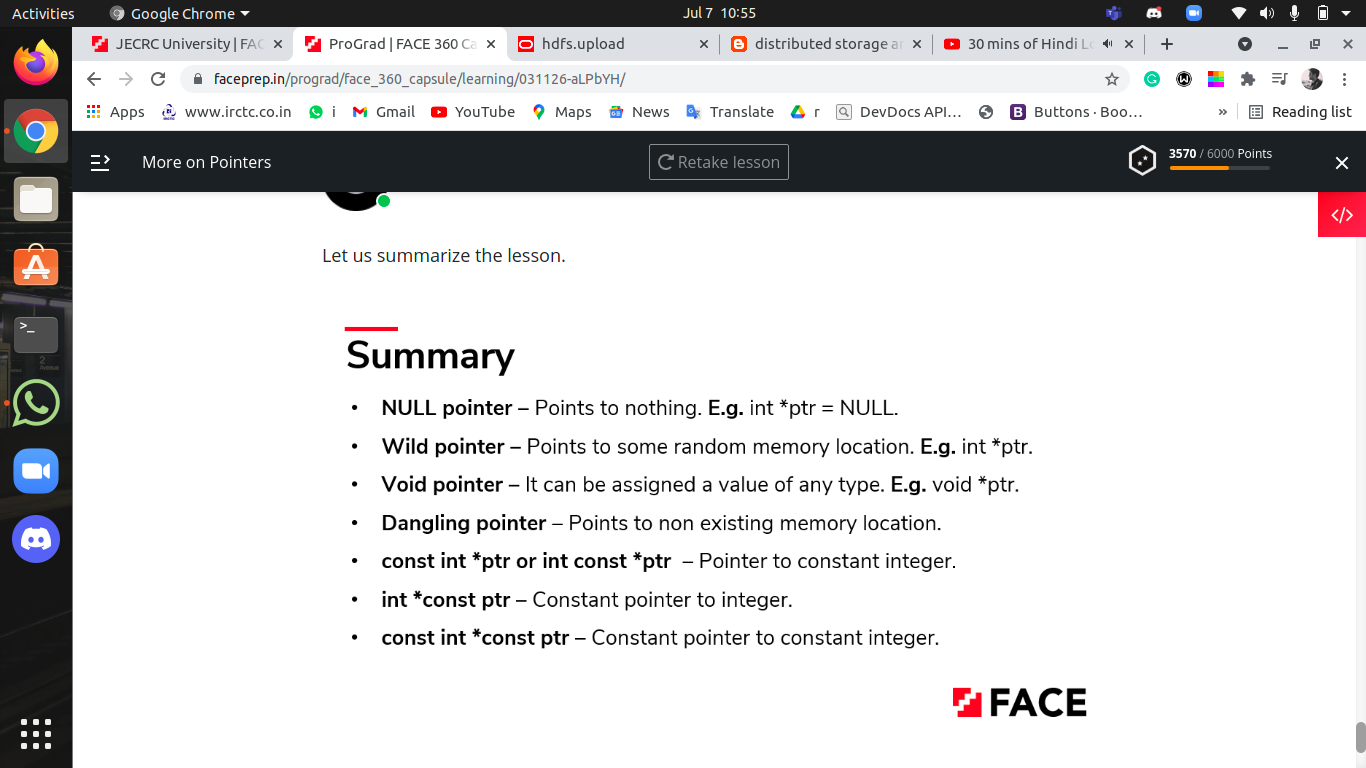 Activities
Google Chrome
Jul 7 10:55
JECRC University | FAC
ProGrad | FACE 360 Ca
hdfs.upload
distributed storage a
30 mins of Hindi L
faceprep.in/prograd/face_360_capsule/learning/031126-aLPbYH/
Apps
www.irctc.co.in
i
Gmail
YouTube
Maps
News
Translate
r
DevDocs API...
Buttons · Boo...
»
Reading list
More on Pointers
Retake lesson
3570 / 6000 Points
</>
Let us summarize the lesson.
Summary
• NULL pointer – Points to nothing. E.g. int *ptr = NULL.
• Wild pointer – Points to some random memory location. E.g. int *ptr.
• Void pointer – It can be assigned a value of any type. E.g. void *ptr.
• Dangling pointer – Points to non existing memory location.
• const int *ptr or int const *ptr – Pointer to constant integer.
• int *const ptr – Constant pointer to integer.
• const int *const ptr – Constant pointer to constant integer.
FACE